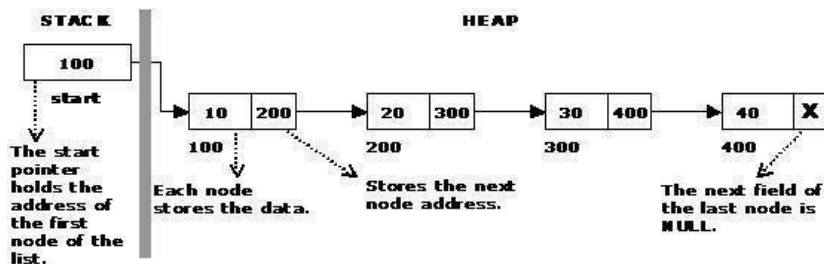 STACK
HEAP
100
start
10 200
20 300
30 400
40 X
100
200
300
400
The start
pointer
holds the
address of
the first
node of the
list.
Each node
stores the data.
Stores the next
node address.
The next field of
the last node is
NULL.